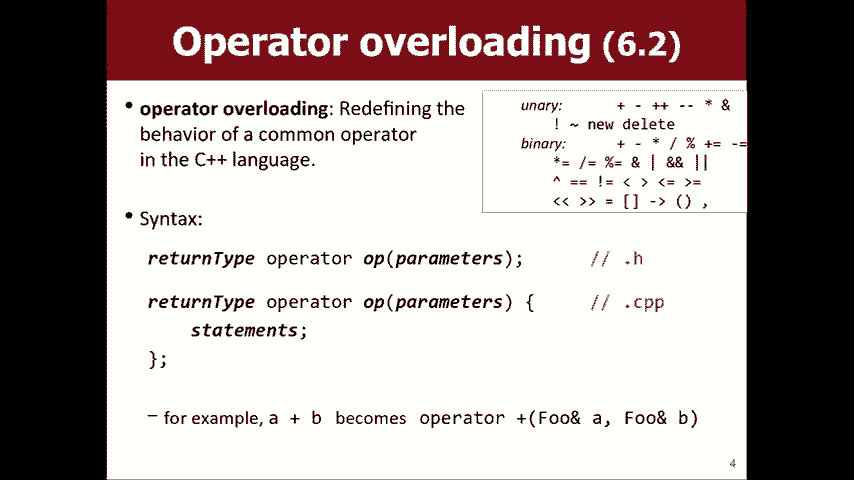 Operator overloading (6.2)
• operator overloading: Redefining the
behavior of a common operator
in the C++ language.
unary: + - ++ -- * &
! ~ new delete
binary: + - * / % += -=
*= /= %= & | && ||
^ == != < > <= >=
<< >> = [] -> () ,
• Syntax:
returnType operator op(parameters); // .h
returnType operator op(parameters) { // .cpp
statements;
};
– for example, a + b becomes operator +(Foo& a, Foo& b)
4